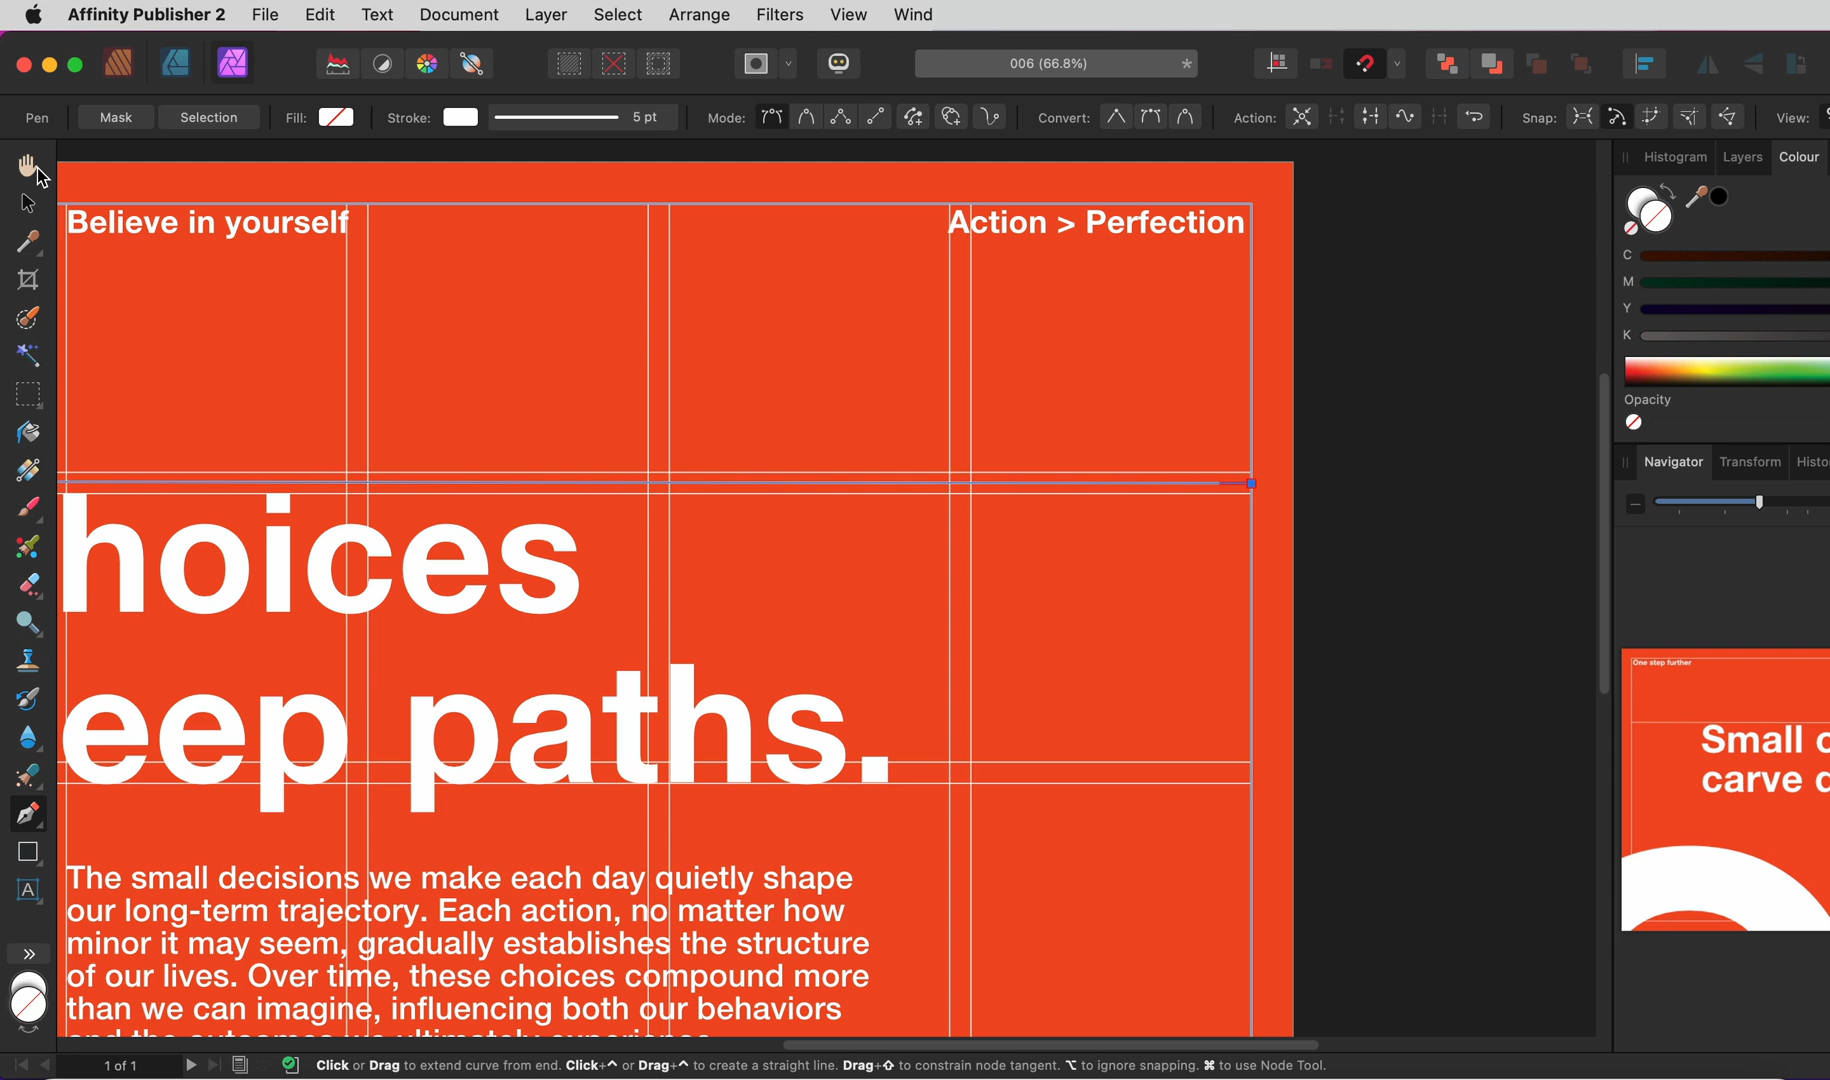 Affinity Publisher 2 File Edit Text Document Layer Select Arrange Filters View Wind
006 (66.8%) *
Pen Mask Selection Fill: Stroke: 5 pt Mode: Convert: Action: Snap: View:
Histogram Layers Colour
C
M
Y
K
Opacity
Navigator Transform Histo
Believe in yourself Action > Perfection
hoices
eep paths.
The small decisions we make each day quietly shape
our long-term trajectory. Each action, no matter how
minor it may seem, gradually establishes the structure
of our lives. Over time, these choices compound more
than we can imagine, influencing both our behaviors
and the outcomes we ultimately experience.
One step further
Small c
carve d
A
1 of 1 Click or Drag to extend curve from end. Click+^ or Drag+^ to create a straight line. Drag+⇧ to constrain node tangent. ⌥ to ignore snapping. ⌘ to use Node Tool.